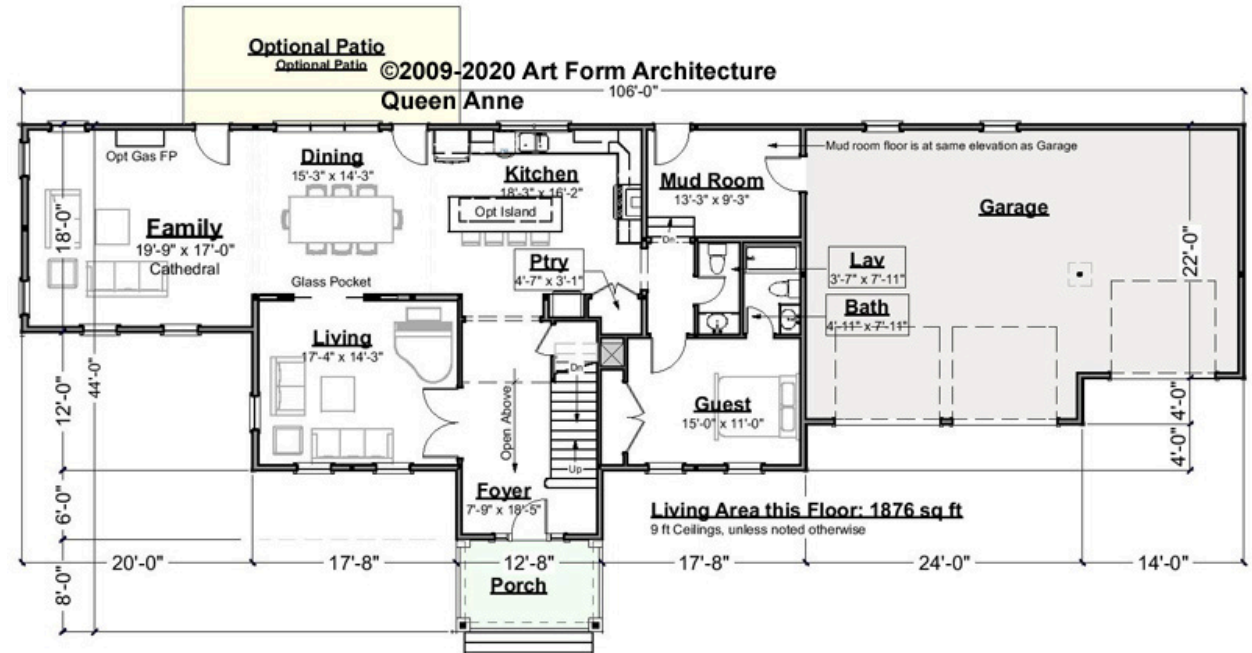 Optional Patio
Optional Patio
©2009-2020 Art Form Architecture
Queen Anne
106'-0"
Opt Gas FP
Dining
15'-3" x 14'-3"
Kitchen
18'-3" x 16'-2"
Opt Island
Mud Room
13'-3" x 9'-3"
Mud room floor is at same elevation as Garage
Garage
Family
19'-9" x 17'-0"
Cathedral
18'-0"
Dn
Ptry
4'-7" x 3'-1"
Lav
3'-7" x 7'-11"
Bath
4'-11" x 7'-11"
22'-0"
Glass Pocket
Living
17'-4" x 14'-3"
Dn
Open Above
Up
Guest
15'-0" x 11'-0"
12'-0"
44'-0"
4'-0"
4'-0"
Foyer
7'-9" x 18'-5"
6'-0"
Living Area this Floor: 1876 sq ft
9 ft Ceilings, unless noted otherwise
20'-0"
17'-8"
12'-8"
17'-8"
24'-0"
14'-0"
8'-0"
Porch